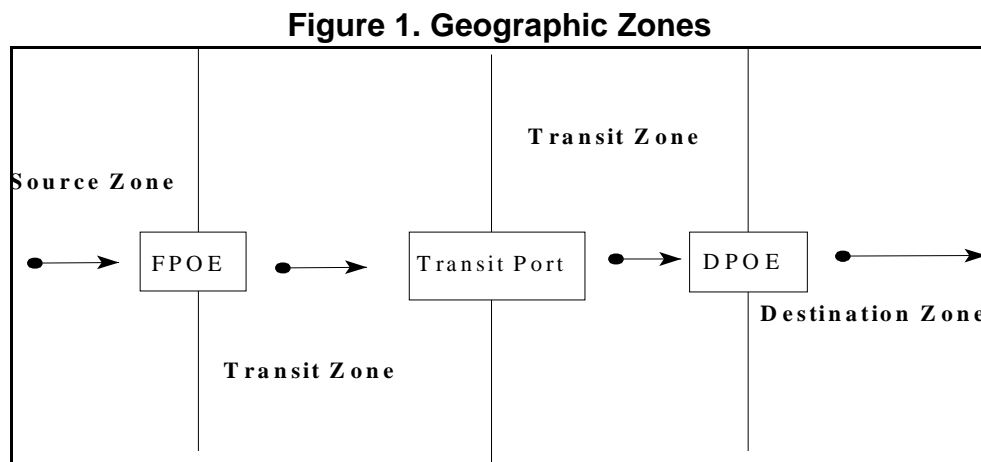 Figure 1. Geographic Zones
Transit Zone
Source Zone
FPOE
Transit Port
DPOE
Destination Zone
Transit Zone